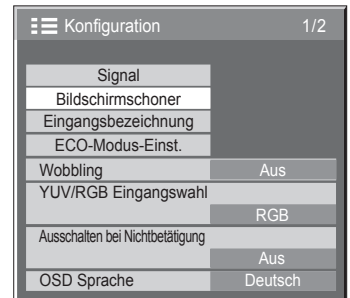 Konfiguration 1/2
Signal
Bildschirmschoner
Eingangsbezeichnung
ECO-Modus-Einst.
Wobbling Aus
YUV/RGB Eingangswahl
RGB
Ausschalten bei Nichtbetätigung
Aus
OSD Sprache Deutsch